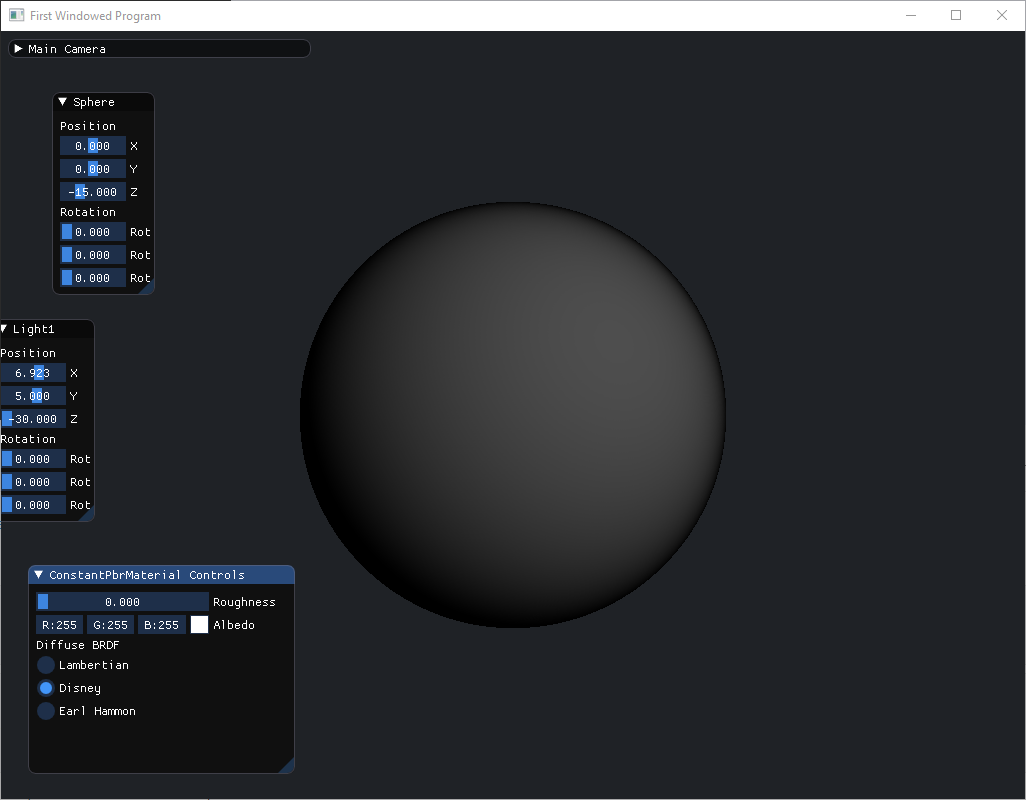 First Windowed Program
Main Camera
Sphere
Position
0.000 X
0.000 Y
-15.000 Z
Rotation
0.000 Rot
0.000 Rot
0.000 Rot
Light1
Position
6.923 X
5.000 Y
-30.000 Z
Rotation
0.000 Rot
0.000 Rot
0.000 Rot
ConstantPbrMaterial Controls
0.000 Roughness
R:255 G:255 B:255 Albedo
Diffuse BRDF
Lambertian
Disney
Earl Hammon